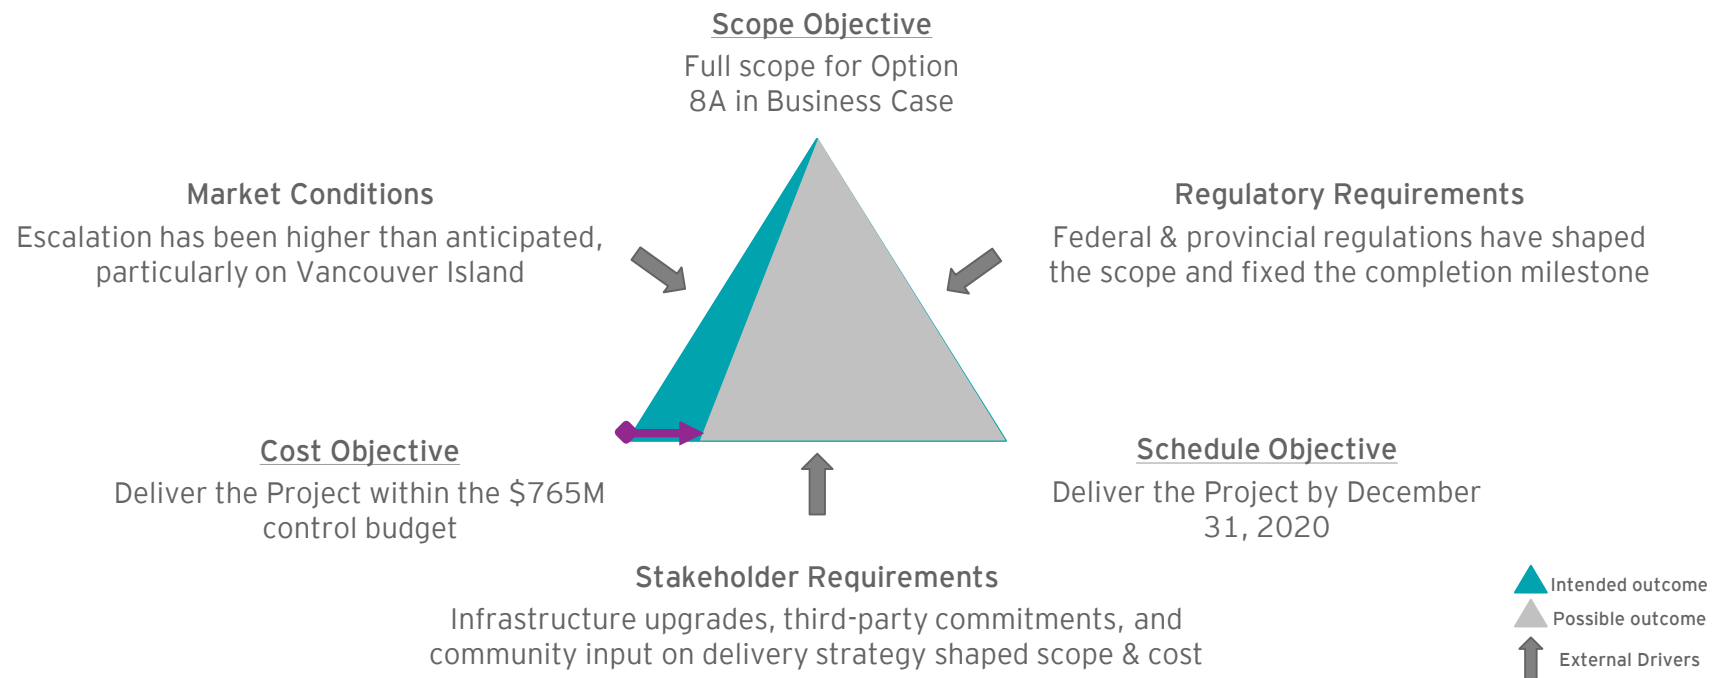 Scope Objective
Full scope for Option
8A in Business Case
Market Conditions
Escalation has been higher than anticipated,
particularly on Vancouver Island
Regulatory Requirements
Federal & provincial regulations have shaped
the scope and fixed the completion milestone
Cost Objective
Deliver the Project within the $765M
control budget
Schedule Objective
Deliver the Project by December
31, 2020
Stakeholder Requirements
Infrastructure upgrades, third-party commitments, and
community input on delivery strategy shaped scope & cost
Intended outcome
Possible outcome
External Drivers